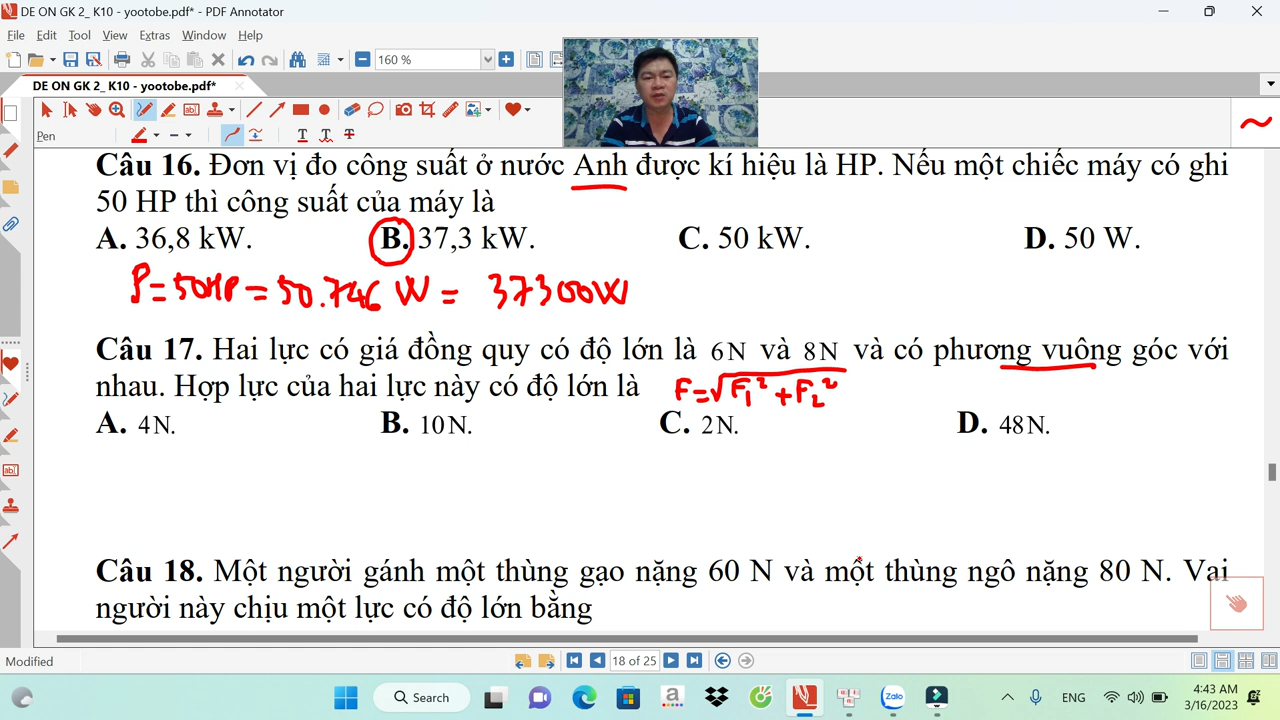 DE ON GK 2_ K10 - yootobe.pdf* - PDF Annotator
File Edit Tool View Extras Window Help
160 %
DE ON GK 2_ K10 - yootobe.pdf*
Pen
Câu 16. Đơn vị đo công suất ở nước Anh được kí hiệu là HP. Nếu một chiếc máy có ghi
50 HP thì công suất của máy là
A. 36,8 kW. B. 37,3 kW. C. 50 kW. D. 50 W.
P = 50HP = 50.746 W = 37300W
Câu 17. Hai lực có giá đồng quy có độ lớn là 6N và 8N và có phương vuông góc với
nhau. Hợp lực của hai lực này có độ lớn là F=√F₁²+F₂²
A. 4N. B. 10N. C. 2N. D. 48N.
Câu 18. Một người gánh một thùng gạo nặng 60 N và một thùng ngô nặng 80 N. Vai
người này chịu một lực có độ lớn bằng
Modified 18 of 25
Search Zalo ENG 4:43 AM
3/16/2023